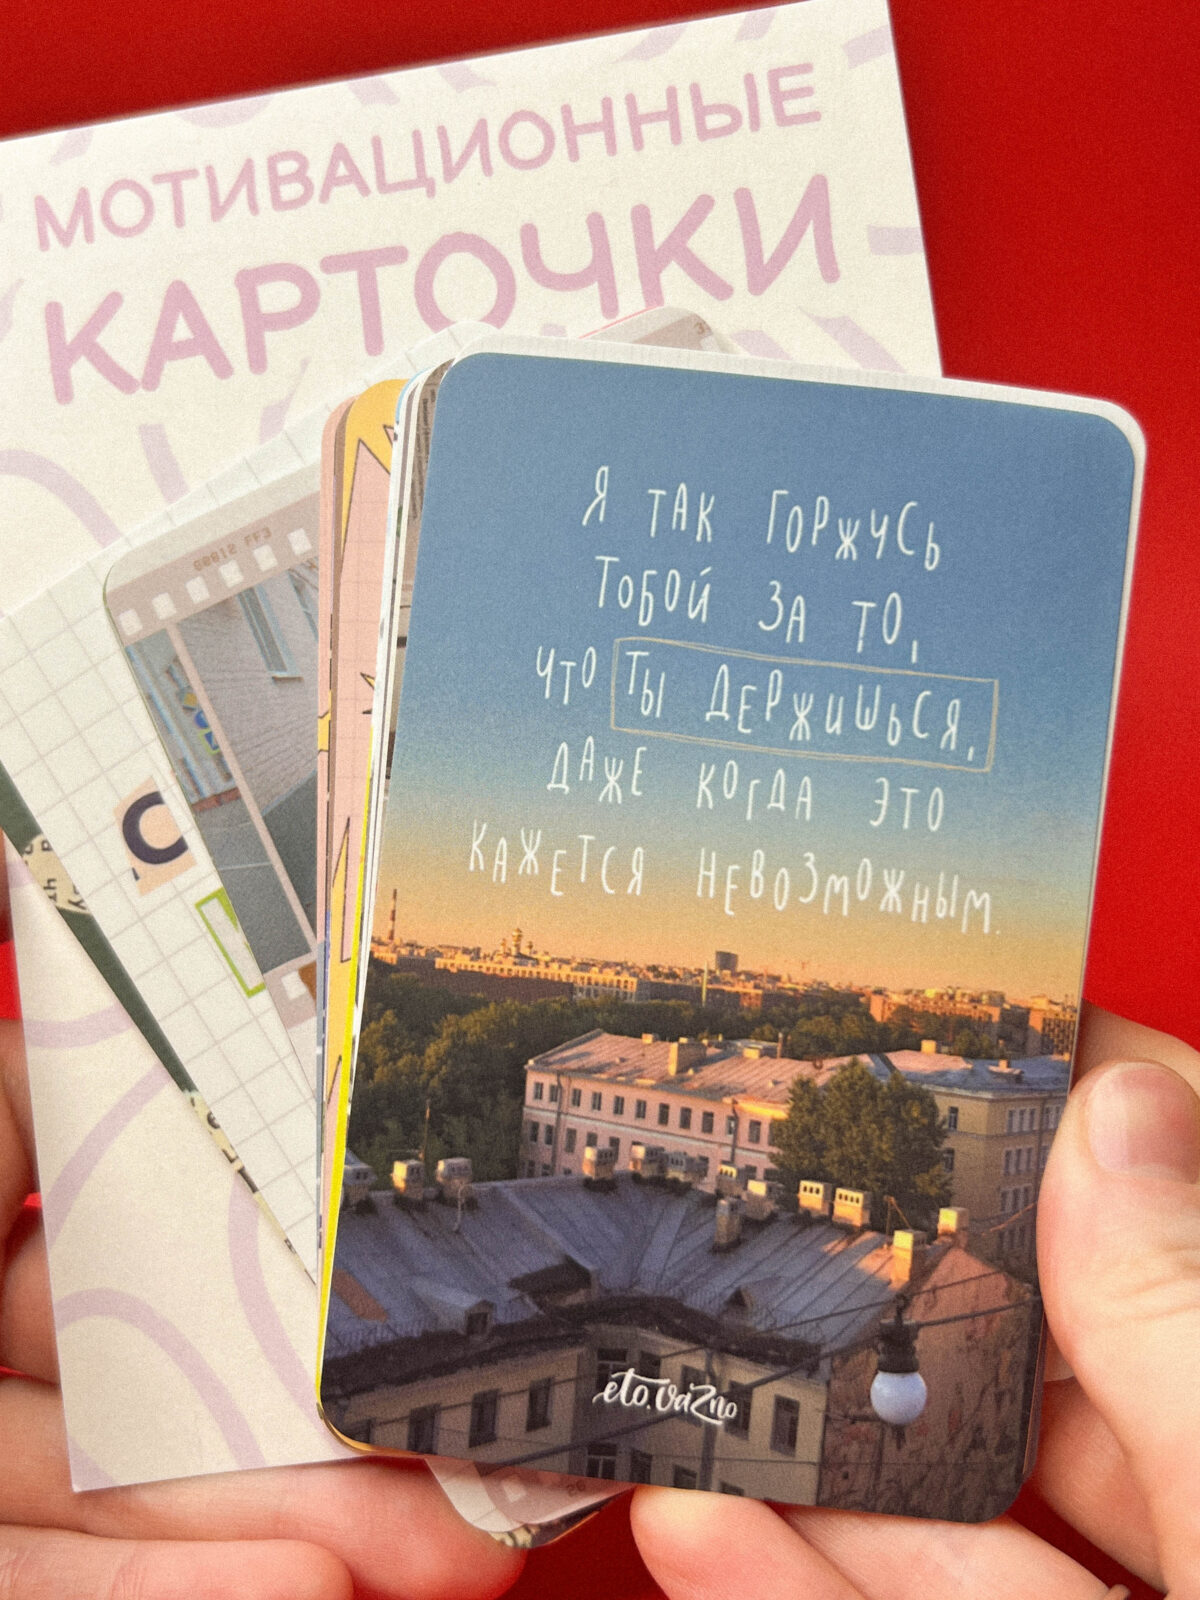 МОТИВАЦИОННЫЕ
КАРТОЧКИ
Я ТАК ГОРЖУСЬ
ТОБОЙ ЗА ТО,
ЧТО ТЫ ДЕРЖИШЬСЯ,
ДАЖЕ КОГДА ЭТО
КАЖЕТСЯ НЕВОЗМОЖНЫМ.
eto.vaZno